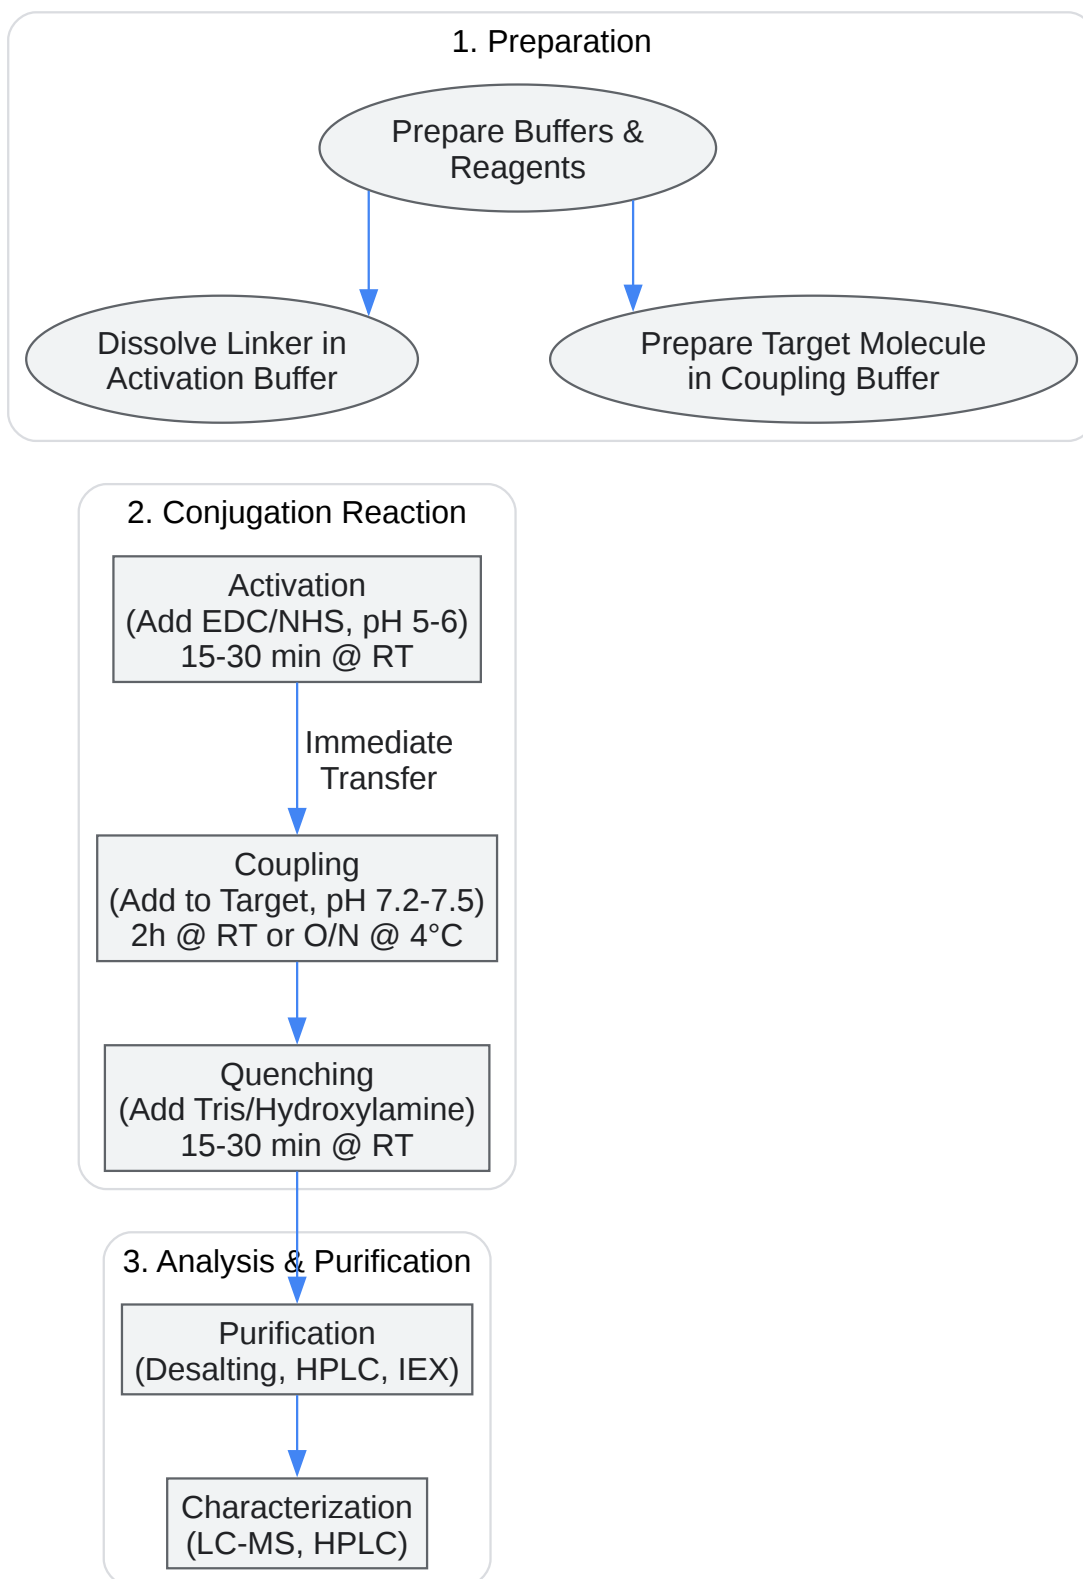 1. Preparation
Prepare Buffers &
Reagents
Dissolve Linker in
Activation Buffer
Prepare Target Molecule
in Coupling Buffer
2. Conjugation Reaction
Activation
(Add EDC/NHS, pH 5-6)
15-30 min @ RT
Immediate
Transfer
Coupling
(Add to Target, pH 7.2-7.5)
2h @ RT or O/N @ 4°C
Quenching
(Add Tris/Hydroxylamine)
15-30 min @ RT
3. Analysis & Purification
Purification
(Desalting, HPLC, IEX)
Characterization
(LC-MS, HPLC)